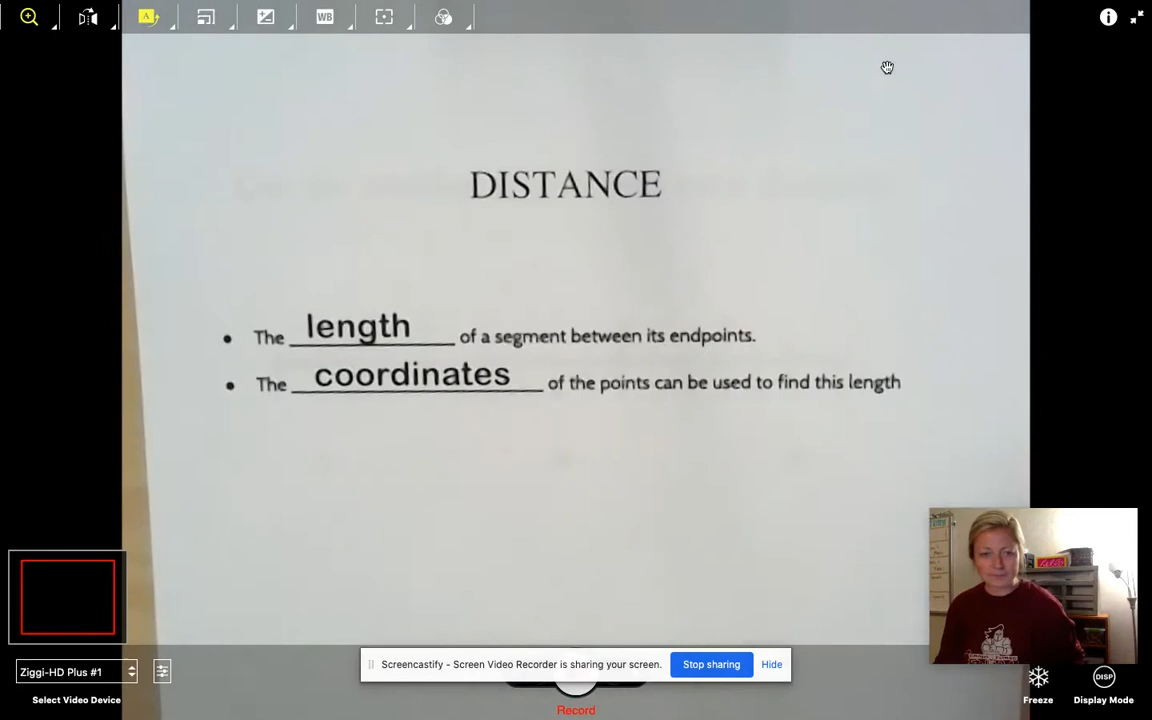 A
WB
i
DISTANCE
• The length of a segment between its endpoints.
• The coordinates of the points can be used to find this length
Ziggi-HD Plus #1
Select Video Device
Screencastify - Screen Video Recorder is sharing your screen.
Stop sharing
Hide
Record
Freeze
DISP
Display Mode